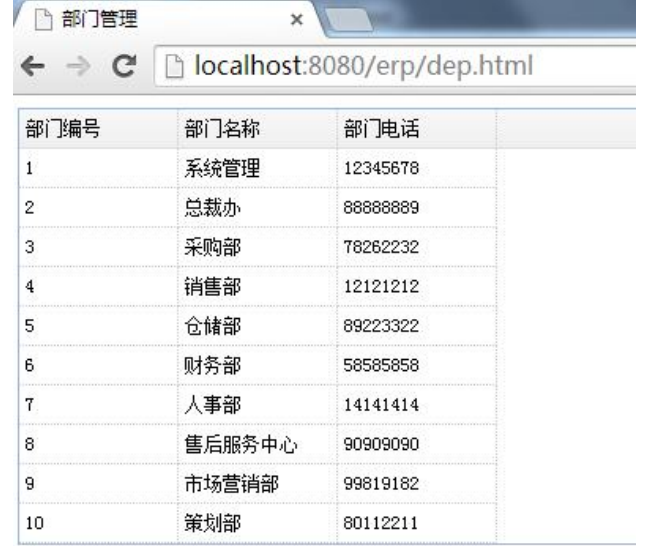 部门管理
localhost:8080/erp/dep.html
部门编号 部门名称 部门电话
1 系统管理 12345678
2 总裁办 88888889
3 采购部 78262232
4 销售部 12121212
5 仓储部 89223322
6 财务部 58585858
7 人事部 14141414
8 售后服务中心 90909090
9 市场营销部 99819182
10 策划部 80112211